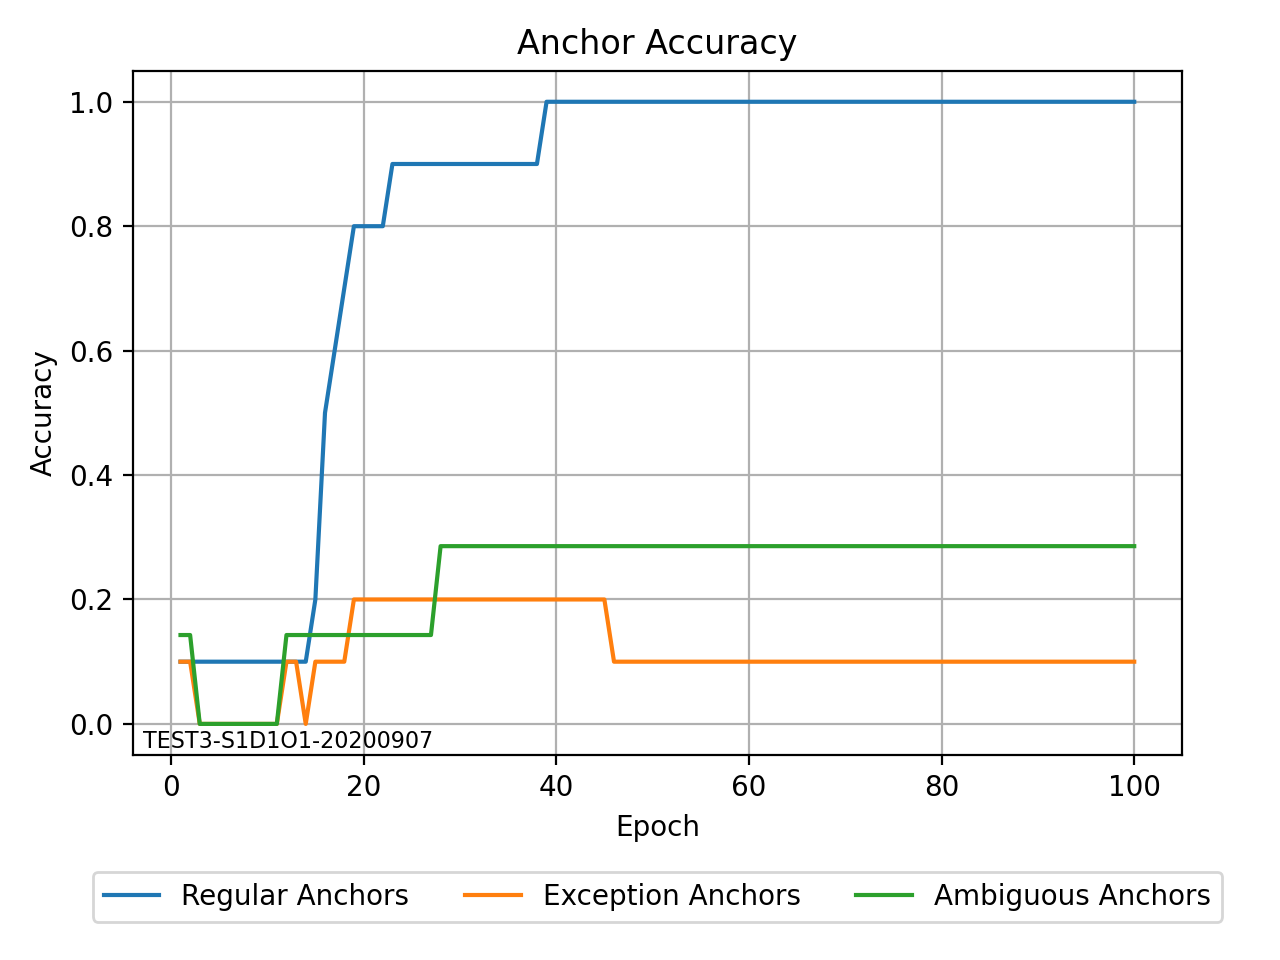 Anchor Accuracy
1.0
0.8
0.6
0.4
0.2
0.0
Accuracy
TEST3-S1D1O1-20200907
0 20 40 60 80 100
Epoch
Regular Anchors Exception Anchors Ambiguous Anchors